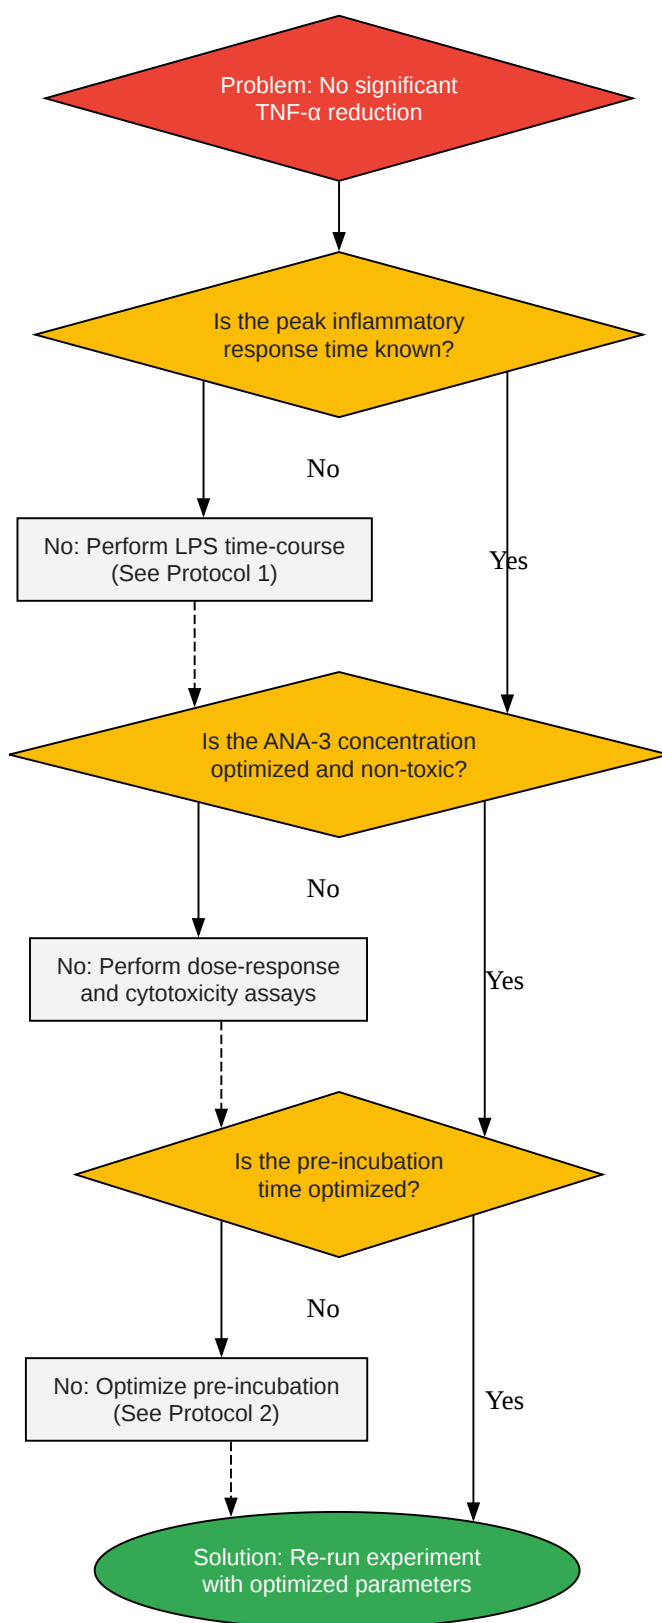 Problem: No significant
TNF-α reduction
Is the peak inflammatory
response time known?
No
No: Perform LPS time-course
(See Protocol 1)
Yes
Is the ANA-3 concentration
optimized and non-toxic?
No
No: Perform dose-response
and cytotoxicity assays
Yes
Is the pre-incubation
time optimized?
No
No: Optimize pre-incubation
(See Protocol 2)
Yes
Solution: Re-run experiment
with optimized parameters